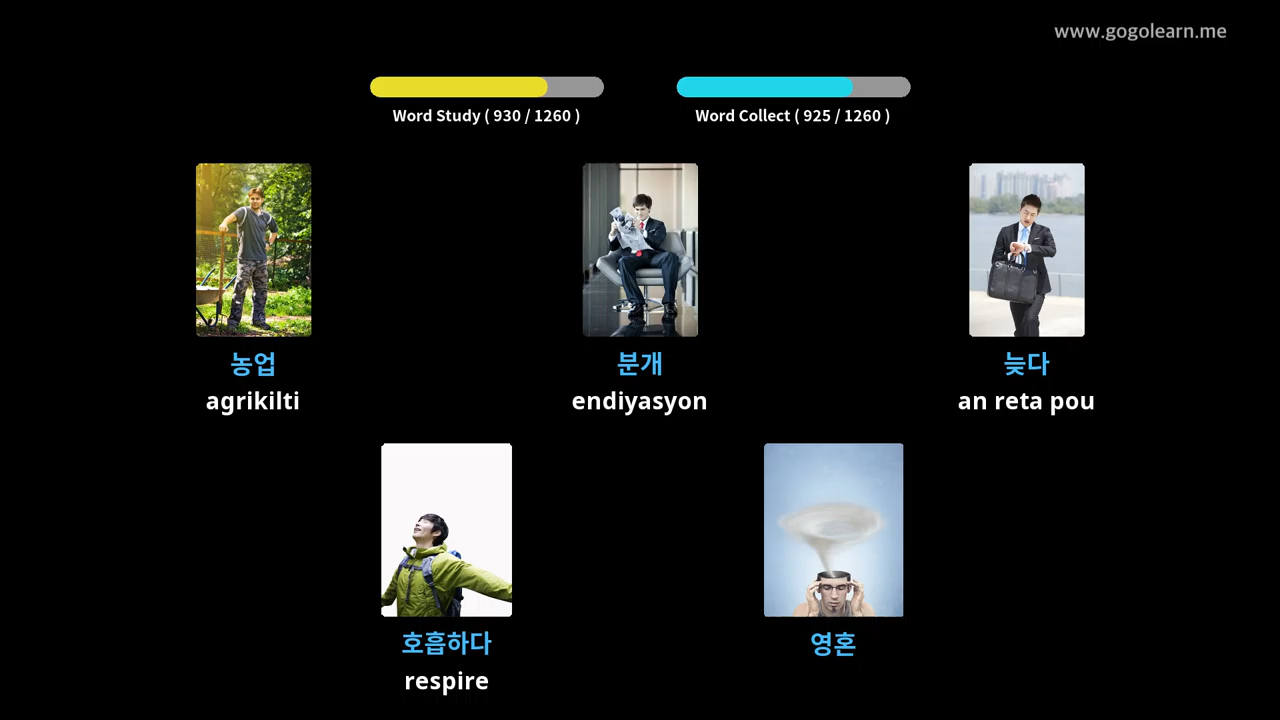 www.gogolearn.me
Word Study ( 930 / 1260 )
Word Collect ( 925 / 1260 )
농업
agrikilti
분개
endiyasyon
늦다
an reta pou
호흡하다
respire
영혼